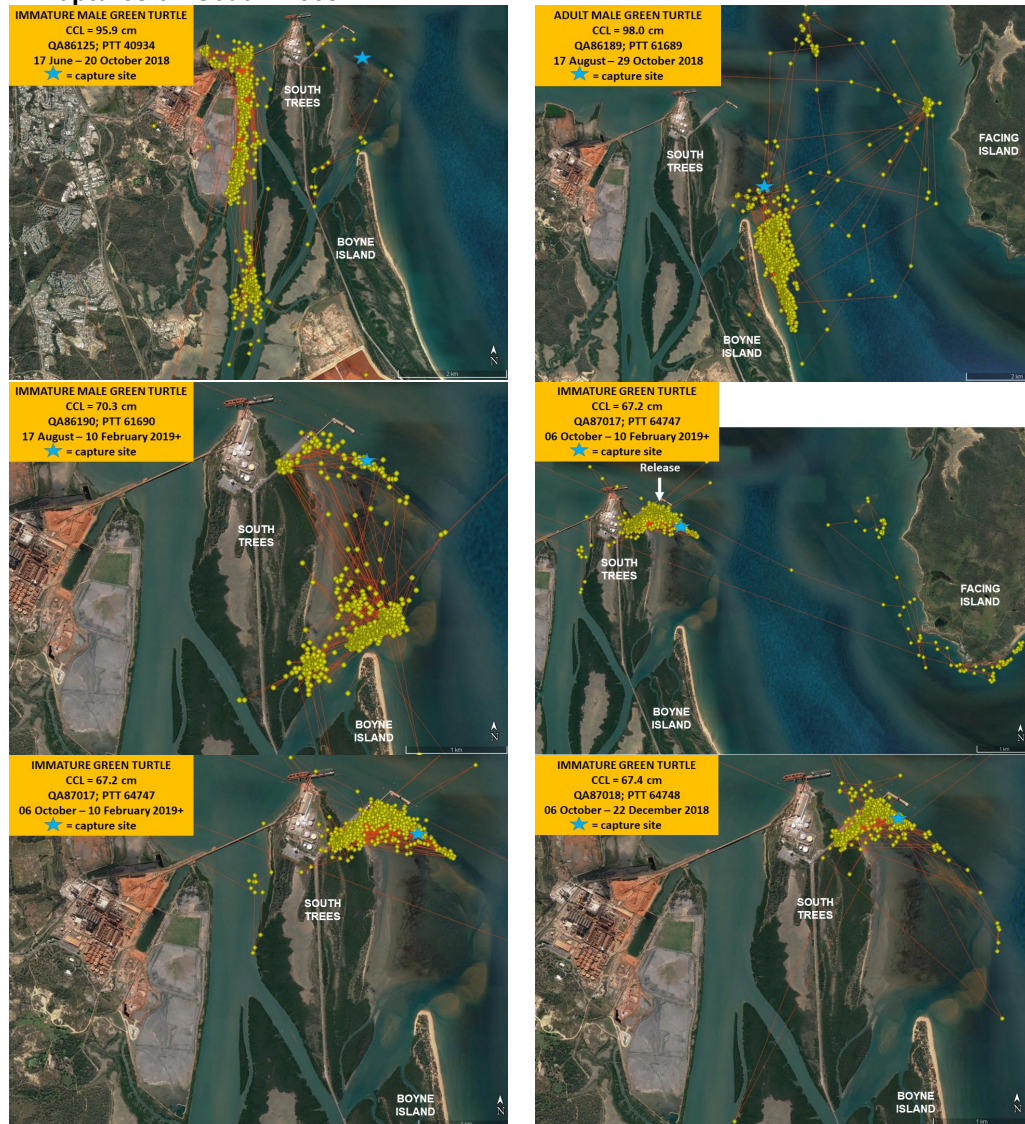 IMMATURE MALE GREEN TURTLE
CCL = 95.9 cm
QA86125; PTT 40934
17 June – 20 October 2018
= capture site
SOUTH
TREES
BOYNE
ISLAND
N
2 km
ADULT MALE GREEN TURTLE
CCL = 98.0 cm
QA86189; PTT 61689
17 August – 29 October 2018
= capture site
SOUTH
TREES
FACING
ISLAND
BOYNE
ISLAND
N
2 km
IMMATURE MALE GREEN TURTLE
CCL = 70.3 cm
QA86190; PTT 61690
17 August – 10 February 2019+
= capture site
SOUTH
TREES
BOYNE
ISLAND
N
1 km
IMMATURE GREEN TURTLE
CCL = 67.2 cm
QA87017; PTT 64747
06 October – 10 February 2019+
= capture site
Release
SOUTH
TREES
FACING
ISLAND
BOYNE
ISLAND
N
1 km
IMMATURE GREEN TURTLE
CCL = 67.2 cm
QA87017; PTT 64747
06 October – 10 February 2019+
= capture site
SOUTH
TREES
BOYNE
ISLAND
N
1 km
IMMATURE GREEN TURTLE
CCL = 67.4 cm
QA87018; PTT 64748
06 October – 22 December 2018
= capture site
SOUTH
TREES
BOYNE
ISLAND
N
1 km